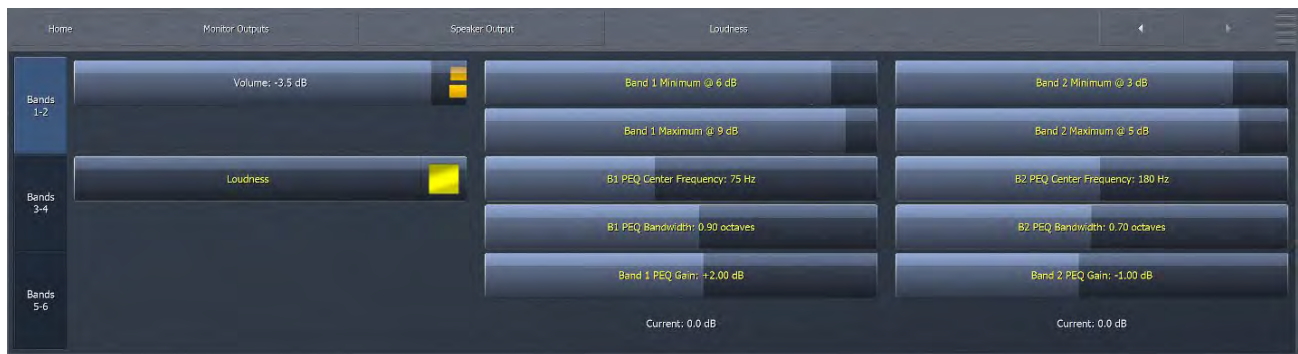 Home
Monitor Outputs
Speaker Output
Loudness
Bands
1-2
Volume: -3.5 dB
Band 1 Minimum @ 6 dB
Band 2 Minimum @ 3 dB
Band 1 Maximum @ 9 dB
Band 2 Maximum @ 5 dB
Bands
3-4
Loudness
B1 PEQ Center Frequency: 75 Hz
B2 PEQ Center Frequency: 180 Hz
B1 PEQ Bandwidth: 0.90 octaves
B2 PEQ Bandwidth: 0.70 octaves
Bands
5-6
Band 1 PEQ Gain: +2.00 dB
Band 2 PEQ Gain: -1.00 dB
Current: 0.0 dB
Current: 0.0 dB